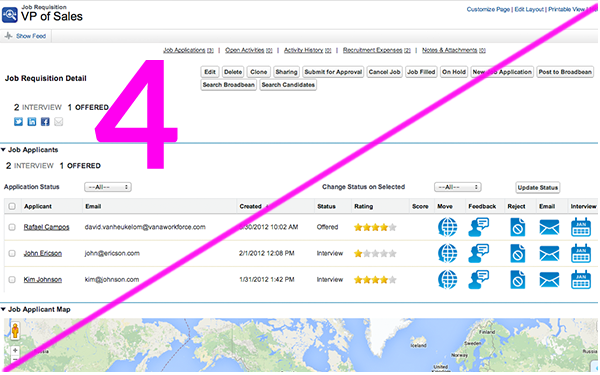 Job Requisition
VP of Sales
Customize Page | Edit Layout | Printable View |
Show Feed
Job Applications [3] | Open Activities [0] | Activity History [0] | Recruitment Expenses [2] | Notes & Attachments [0]
Job Requisition Detail
Edit Delete Clone Sharing Submit for Approval Cancel Job Job Filled On Hold New Job Application Post to Broadbean
Search Broadbean Search Candidates
4
2 INTERVIEW 1 OFFERED
Job Applicants
2 INTERVIEW 1 OFFERED
Application Status --All-- Change Status on Selected --All-- Update Status
Applicant Email Created Status Rating Score Move Feedback Reject Email Interview
Rafael Campos david.vanheukelom@vanaworkforce.com /30/2012 10:02 AM Offered
JAN
John Ericson john@ericson.com 2/1/2012 12:08 PM Interview
JAN
Kim Johnson kim@johnson.com 1/31/2012 1:42 PM Interview
JAN
Job Applicant Map
Russia
Iceland
Finland
Sweden
Norway